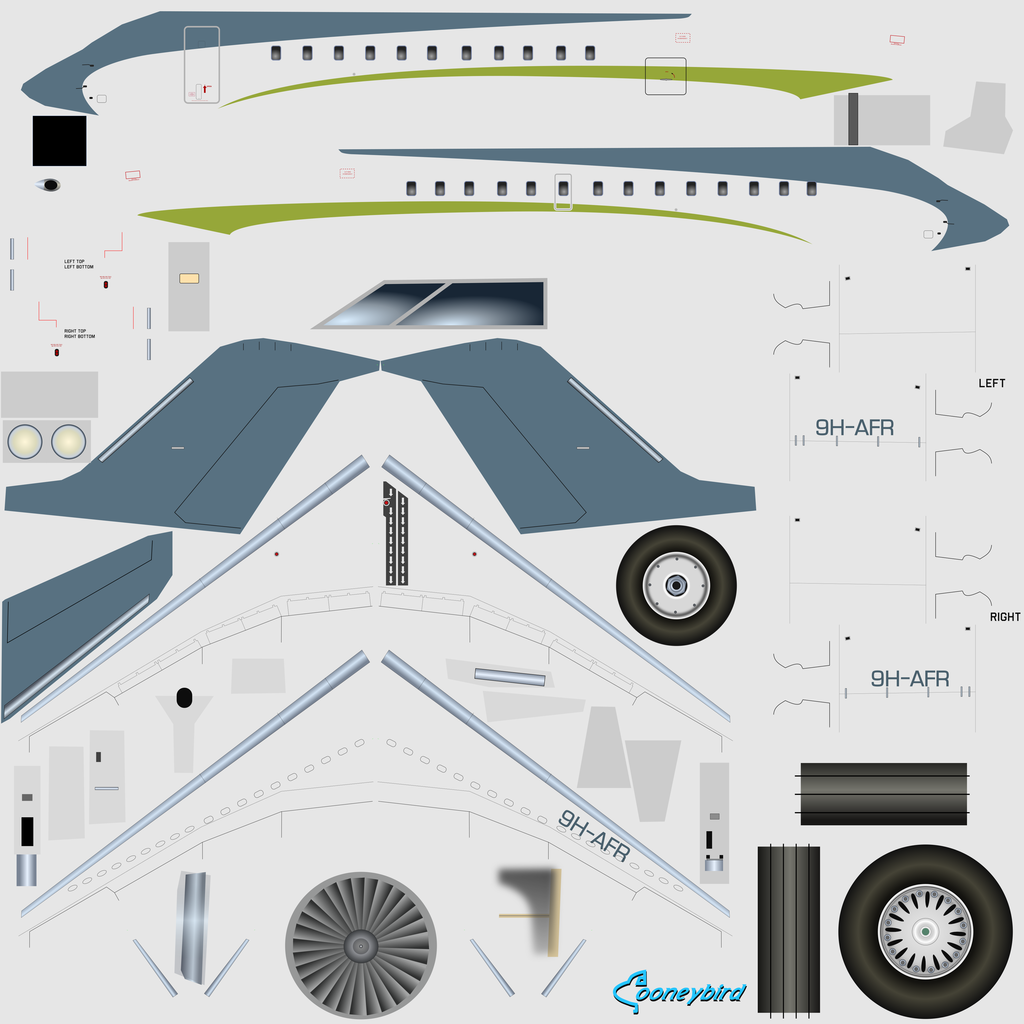 LEFT TOP
LEFT BOTTOM
RIGHT TOP
RIGHT BOTTOM
LEFT
9H-AFR
RIGHT
9H-AFR
9H-AFR
Cooneybird